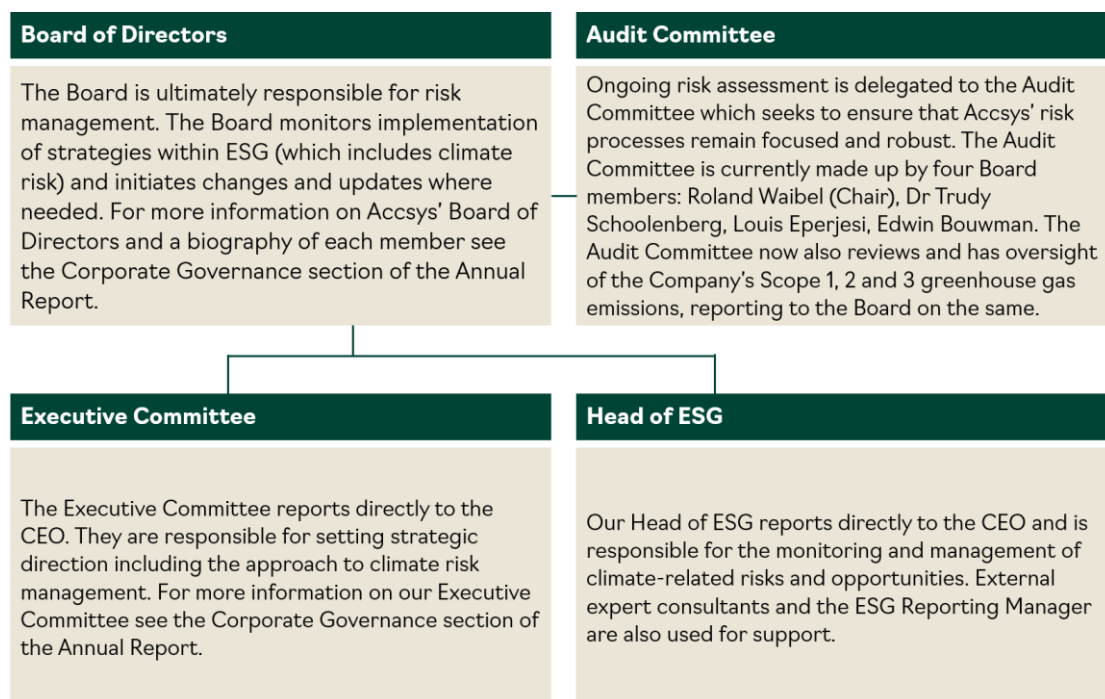 Board of Directors
The Board is ultimately responsible for risk
management. The Board monitors implementation
of strategies within ESG (which includes climate
risk) and initiates changes and updates where
needed. For more information on Accsys’ Board of
Directors and a biography of each member see
the Corporate Governance section of the Annual
Report.
Audit Committee
Ongoing risk assessment is delegated to the Audit
Committee which seeks to ensure that Accsys’ risk
processes remain focused and robust. The Audit
Committee is currently made up by four Board
members: Roland Waibel (Chair), Dr Trudy
Schoolenberg, Louis Eperjesi, Edwin Bouwman. The
Audit Committee now also reviews and has oversight
of the Company’s Scope 1, 2 and 3 greenhouse gas
emissions, reporting to the Board on the same.
Executive Committee
The Executive Committee reports directly to the
CEO. They are responsible for setting strategic
direction including the approach to climate risk
management. For more information on our Executive
Committee see the Corporate Governance section of
the Annual Report.
Head of ESG
Our Head of ESG reports directly to the CEO and is
responsible for the monitoring and management of
climate-related risks and opportunities. External
expert consultants and the ESG Reporting Manager
are also used for support.